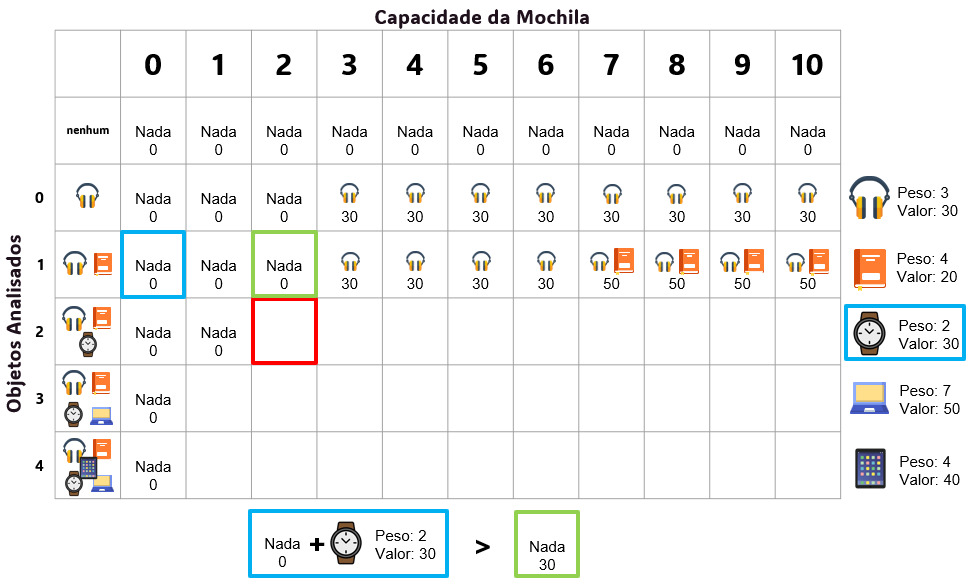 Capacidade da Mochila
0 1 2 3 4 5 6 7 8 9 10
nenhum
Nada Nada Nada Nada Nada Nada Nada Nada Nada Nada Nada
0 0 0 0 0 0 0 0 0 0 0
Objetos Analisados
0
Nada Nada Nada
0 0 0 30 30 30 30 30 30 30 30
Peso: 3
Valor: 30
1
Nada Nada Nada
0 0 0 30 30 30 30 50 50 50 50
Peso: 4
Valor: 20
2
Nada Nada
0 0
Peso: 2
Valor: 30
3
Nada
0
Peso: 7
Valor: 50
4
Nada
0
Peso: 4
Valor: 40
Nada
0
+
Peso: 2
Valor: 30
>
Nada
30